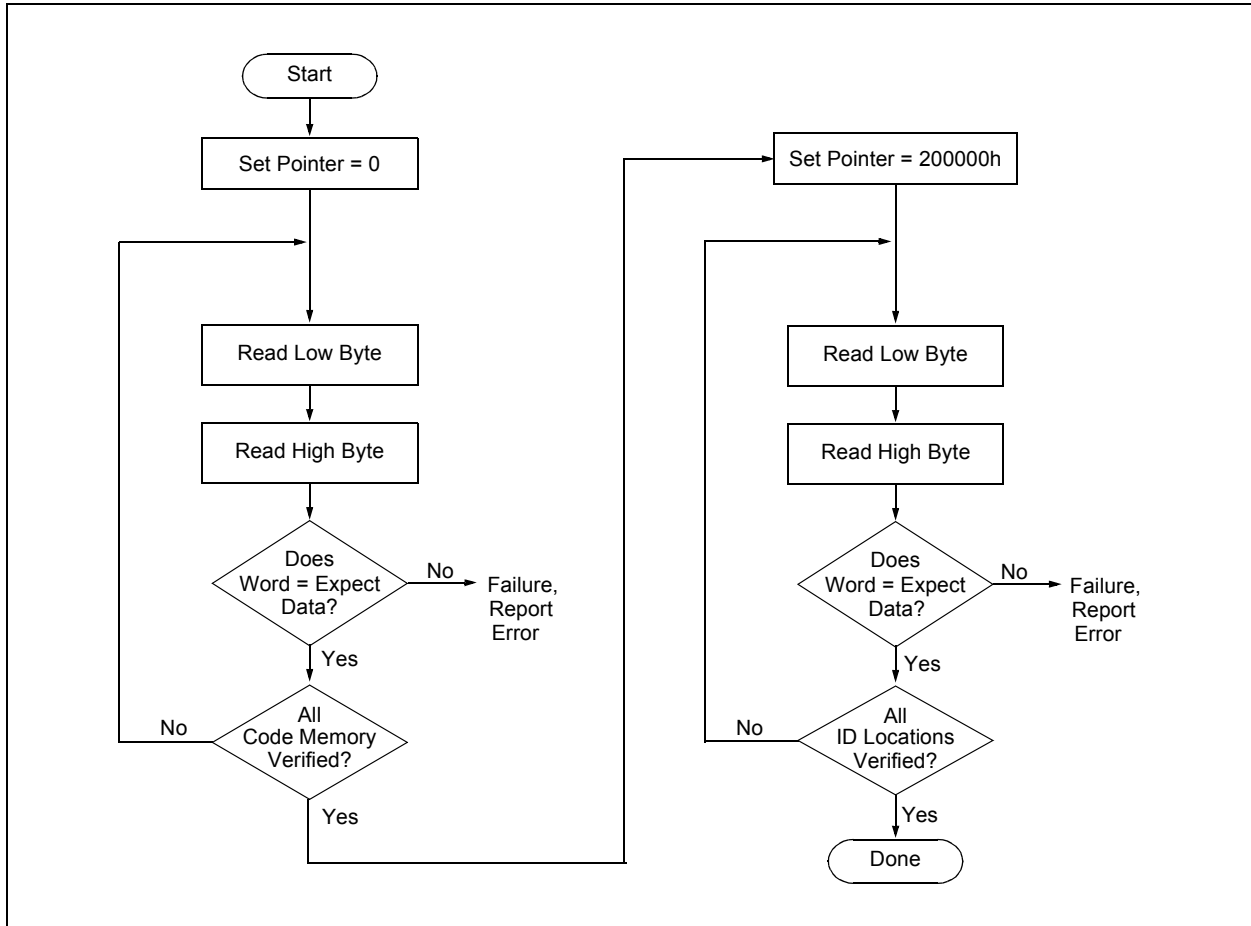 Start
Set Pointer = 0
Read Low Byte
Read High Byte
Does
Word = Expect
Data?
No
Failure,
Report
Error
Yes
All
Code Memory
Verified?
No
Yes
Set Pointer = 200000h
Read Low Byte
Read High Byte
Does
Word = Expect
Data?
No
Failure,
Report
Error
Yes
All
ID Locations
Verified?
No
Yes
Done